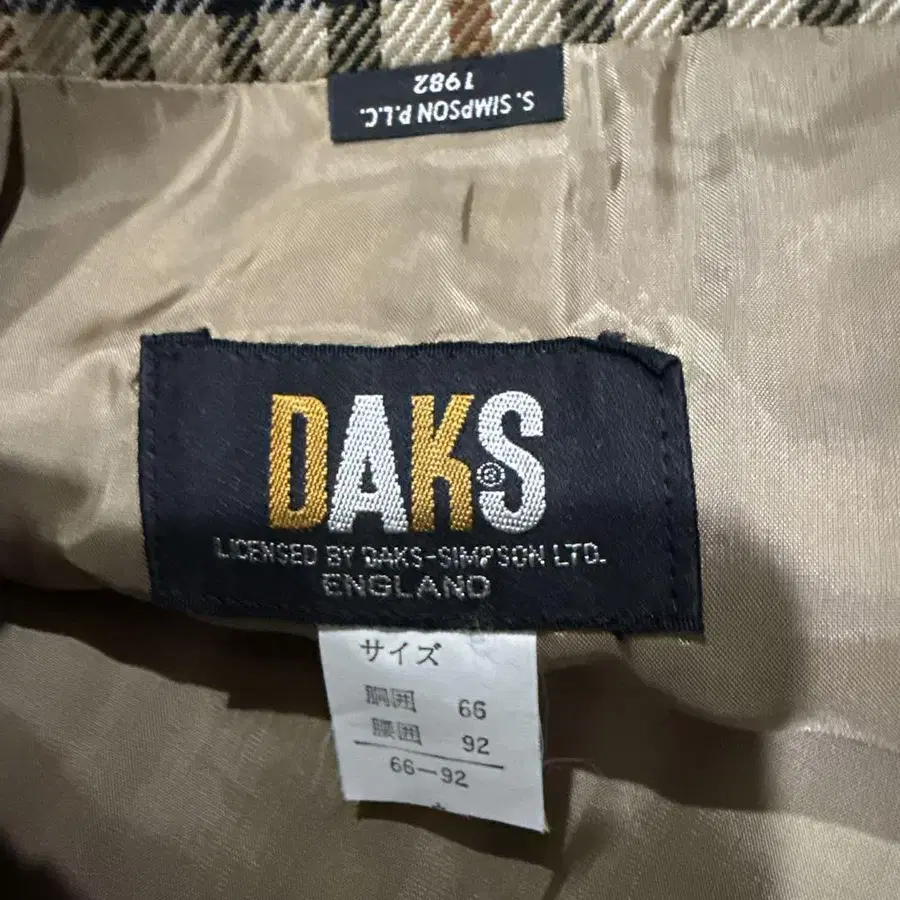 S. SIMPSON P.L.C.
1982
DAKS®
LICENSED BY DAKS-SIMPSON LTD.
ENGLAND
サイズ
胴囲 66
腰囲 92
66-92